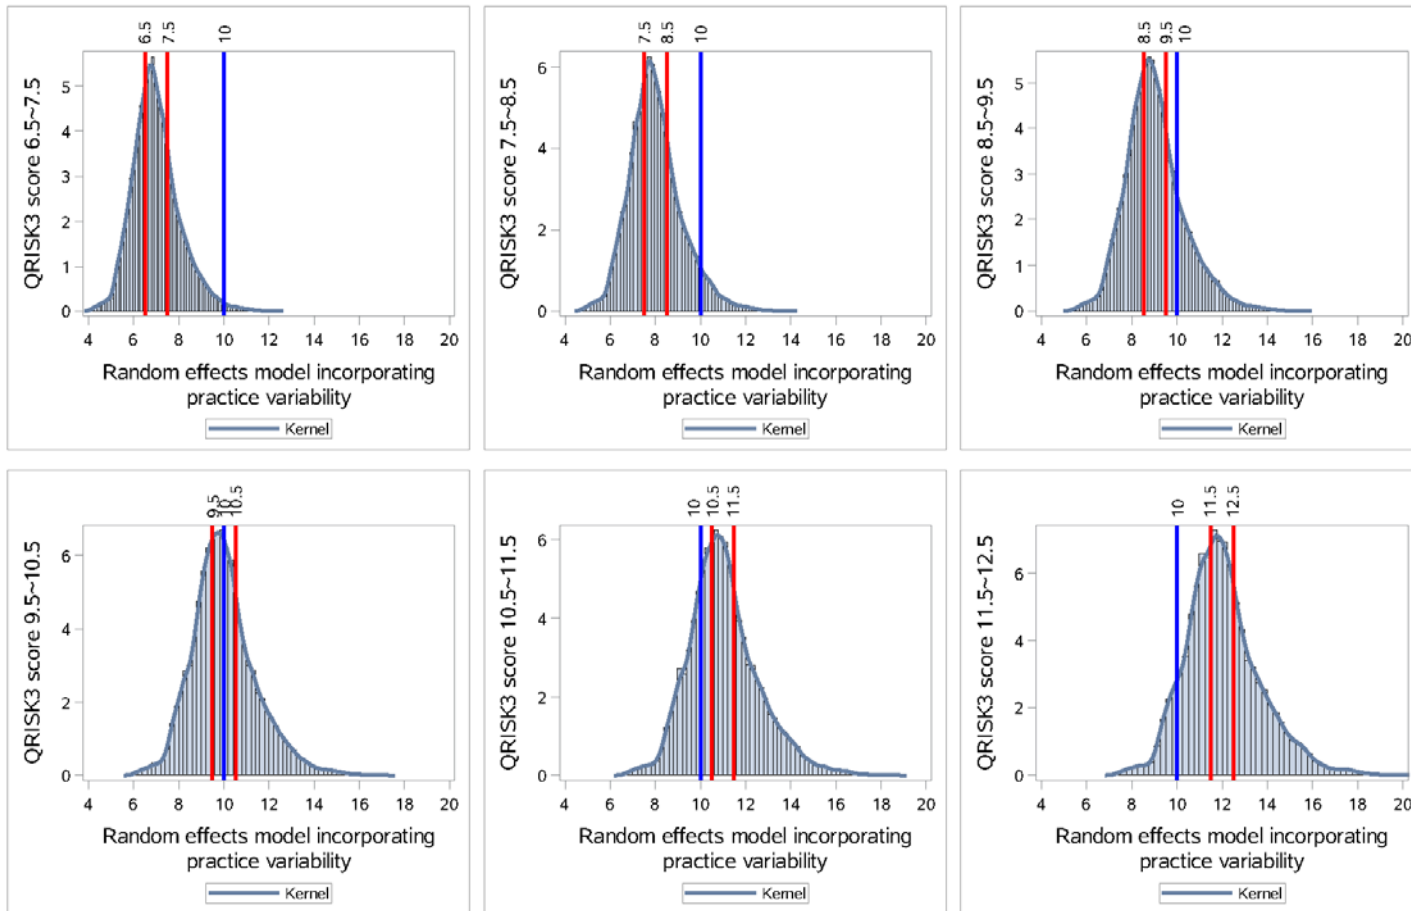 6.5 7.5 10
QRISK3 score 6.5~7.5
5
4
3
2
1
0
4 6 8 10 12 14 16 18 20
Random effects model incorporating
practice variability
Kernel
7.5 8.5 10
QRISK3 score 7.5~8.5
6
4
2
0
4 6 8 10 12 14 16 18 20
Random effects model incorporating
practice variability
Kernel
8.5 9.5 10
QRISK3 score 8.5~9.5
5
4
3
2
1
0
4 6 8 10 12 14 16 18 20
Random effects model incorporating
practice variability
Kernel
9.5 10 10.5
QRISK3 score 9.5~10.5
6
4
2
0
4 6 8 10 12 14 16 18 20
Random effects model incorporating
practice variability
Kernel
10 10.5 11.5
QRISK3 score 10.5~11.5
6
4
2
0
4 6 8 10 12 14 16 18 20
Random effects model incorporating
practice variability
Kernel
10 11.5 12.5
QRISK3 score 11.5~12.5
6
4
2
0
4 6 8 10 12 14 16 18 20
Random effects model incorporating
practice variability
Kernel